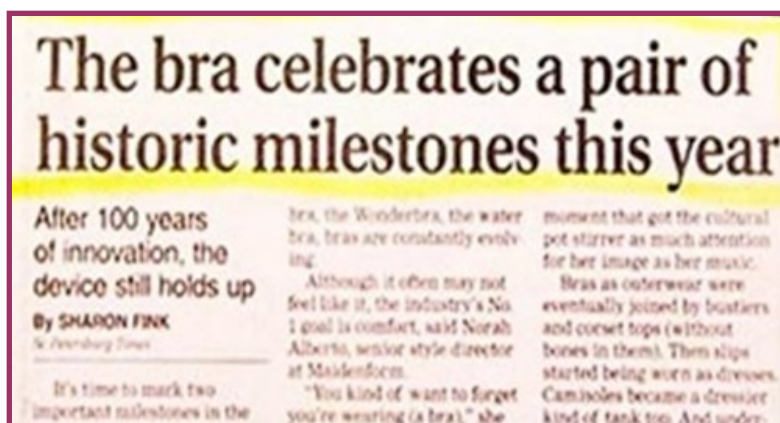 The bra celebrates a pair of
historic milestones this year
After 100 years
of innovation, the
device still holds up
By SHARON FINK
St. Petersburg Times
It's time to mark two
important milestones in the
bra, the Wonderbra, the water
bra, bras are constantly evolv-
ing.
Although it often may not
feel like it, the industry's No.
1 goal is comfort, said Norah
Alberto, senior style director
at Maidenform.
"You kind of want to forget
you're wearing (a bra)," she
moment that got the cultural
pot stirrer as much attention
for her image as her music.
Bras as outerwear were
eventually joined by bustiers
and corset tops (without
bones in them). Then slips
started being worn as dresses.
Camisoles became a dressier
kind of tank top. And under-